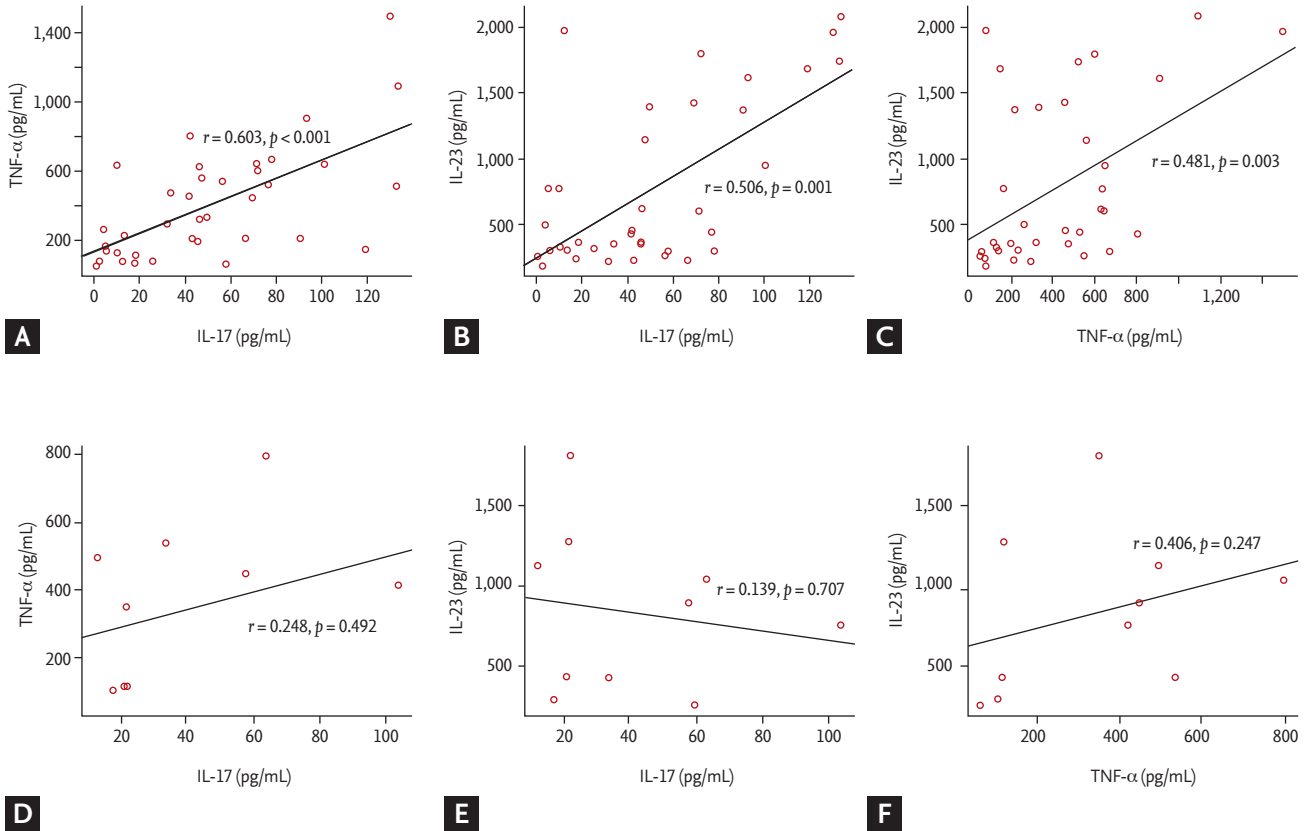 TNF-α (pg/mL)
1,400
1,000
600
200
r = 0.603, p < 0.001
0 20 40 60 80 100 120
IL-17 (pg/mL)
A
IL-23 (pg/mL)
2,000
1,500
1,000
500
r = 0.506, p = 0.001
0 20 40 60 80 100 120
IL-17 (pg/mL)
B
IL-23 (pg/mL)
2,000
1,500
1,000
500
r = 0.481, p = 0.003
0 200 400 600 800 1,200
TNF-α (pg/mL)
C
TNF-α (pg/mL)
800
600
400
200
r = 0.248, p = 0.492
20 40 60 80 100
IL-17 (pg/mL)
D
IL-23 (pg/mL)
1,500
1,000
500
r = 0.139, p = 0.707
20 40 60 80 100
IL-17 (pg/mL)
E
IL-23 (pg/mL)
1,500
1,000
500
r = 0.406, p = 0.247
200 400 600 800
TNF-α (pg/mL)
F